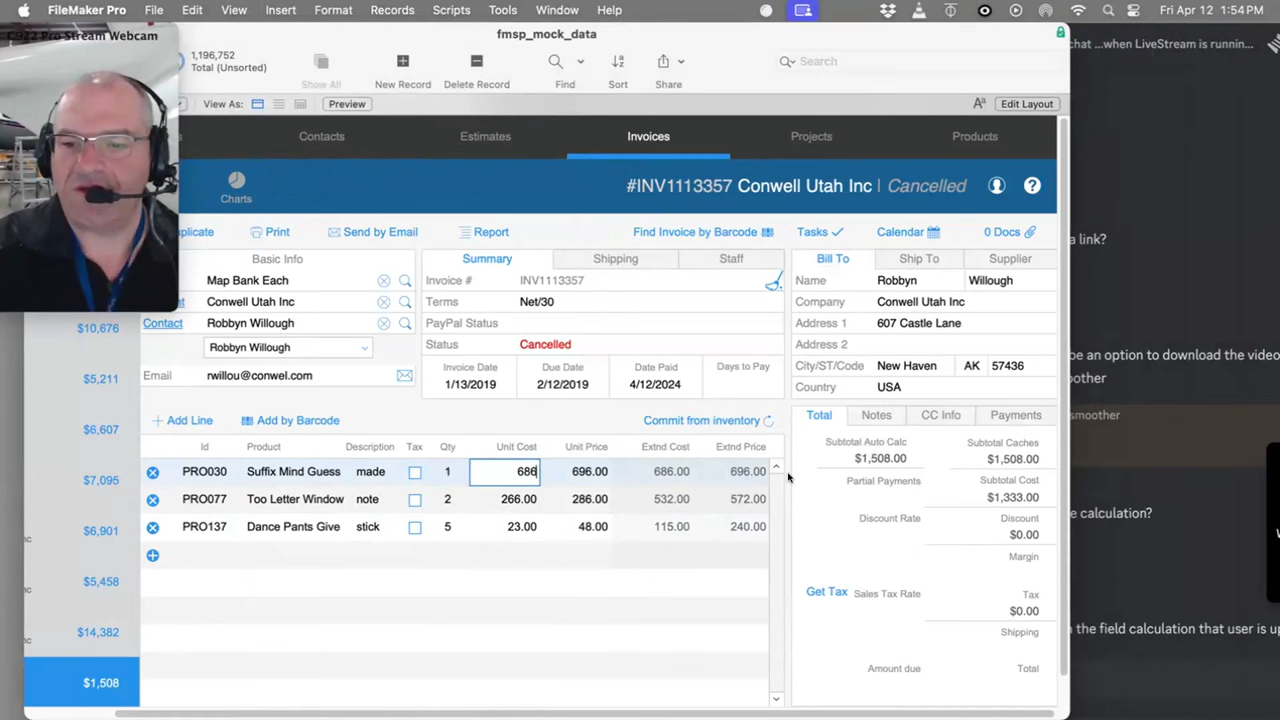 FileMaker Pro File Edit View Insert Format Records Scripts Tools Window Help Fri Apr 12 1:54 PM
C922 Pro Stream Webcam
fmsp_mock_data
chat ...when LiveStream is runnin...
1,196,752
Total (Unsorted)
Show All New Record Delete Record Find Sort Share
Search
View As: Preview Aa Edit Layout
Contacts Estimates Invoices Projects Products
#INV1113357 Conwell Utah Inc | Cancelled
Charts
uplicate Print Send by Email Report Find Invoice by Barcode Tasks Calendar 0 Docs
a link?
Basic Info Summary Shipping Staff Bill To Ship To Supplier
Map Bank Each Invoice # INV1113357 Name Robbyn Willough
Conwell Utah Inc Terms Net/30 Company Conwell Utah Inc
Contact Robbyn Willough PayPal Status Address 1 607 Castle Lane
Robbyn Willough Status Cancelled Address 2
Email rwillou@conwel.com
Invoice Date Due Date Date Paid Days to Pay
1/13/2019 2/12/2019 4/12/2024
City/ST/Code New Haven AK 57436
Country USA
be an option to download the video
oother
smoother
$10,676
$5,211
$6,607
$7,095
$6,901
$5,458
$14,382
$1,508
Add Line Add by Barcode Commit from inventory
Id Product Description Tax Qty Unit Cost Unit Price Extnd Cost Extnd Price
PRO030 Suffix Mind Guess made 1 686 696.00 686.00 696.00
PRO077 Too Letter Window note 2 266.00 286.00 532.00 572.00
PRO137 Dance Pants Give stick 5 23.00 48.00 115.00 240.00
Total Notes CC Info Payments
Subtotal Auto Calc Subtotal Caches
$1,508.00 $1,508.00
Partial Payments Subtotal Cost
$1,333.00
Discount Rate Discount
$0.00
Margin
Get Tax Sales Tax Rate Tax
$0.00
Shipping
Amount due Total
e calculation?
n the field calculation that user is up